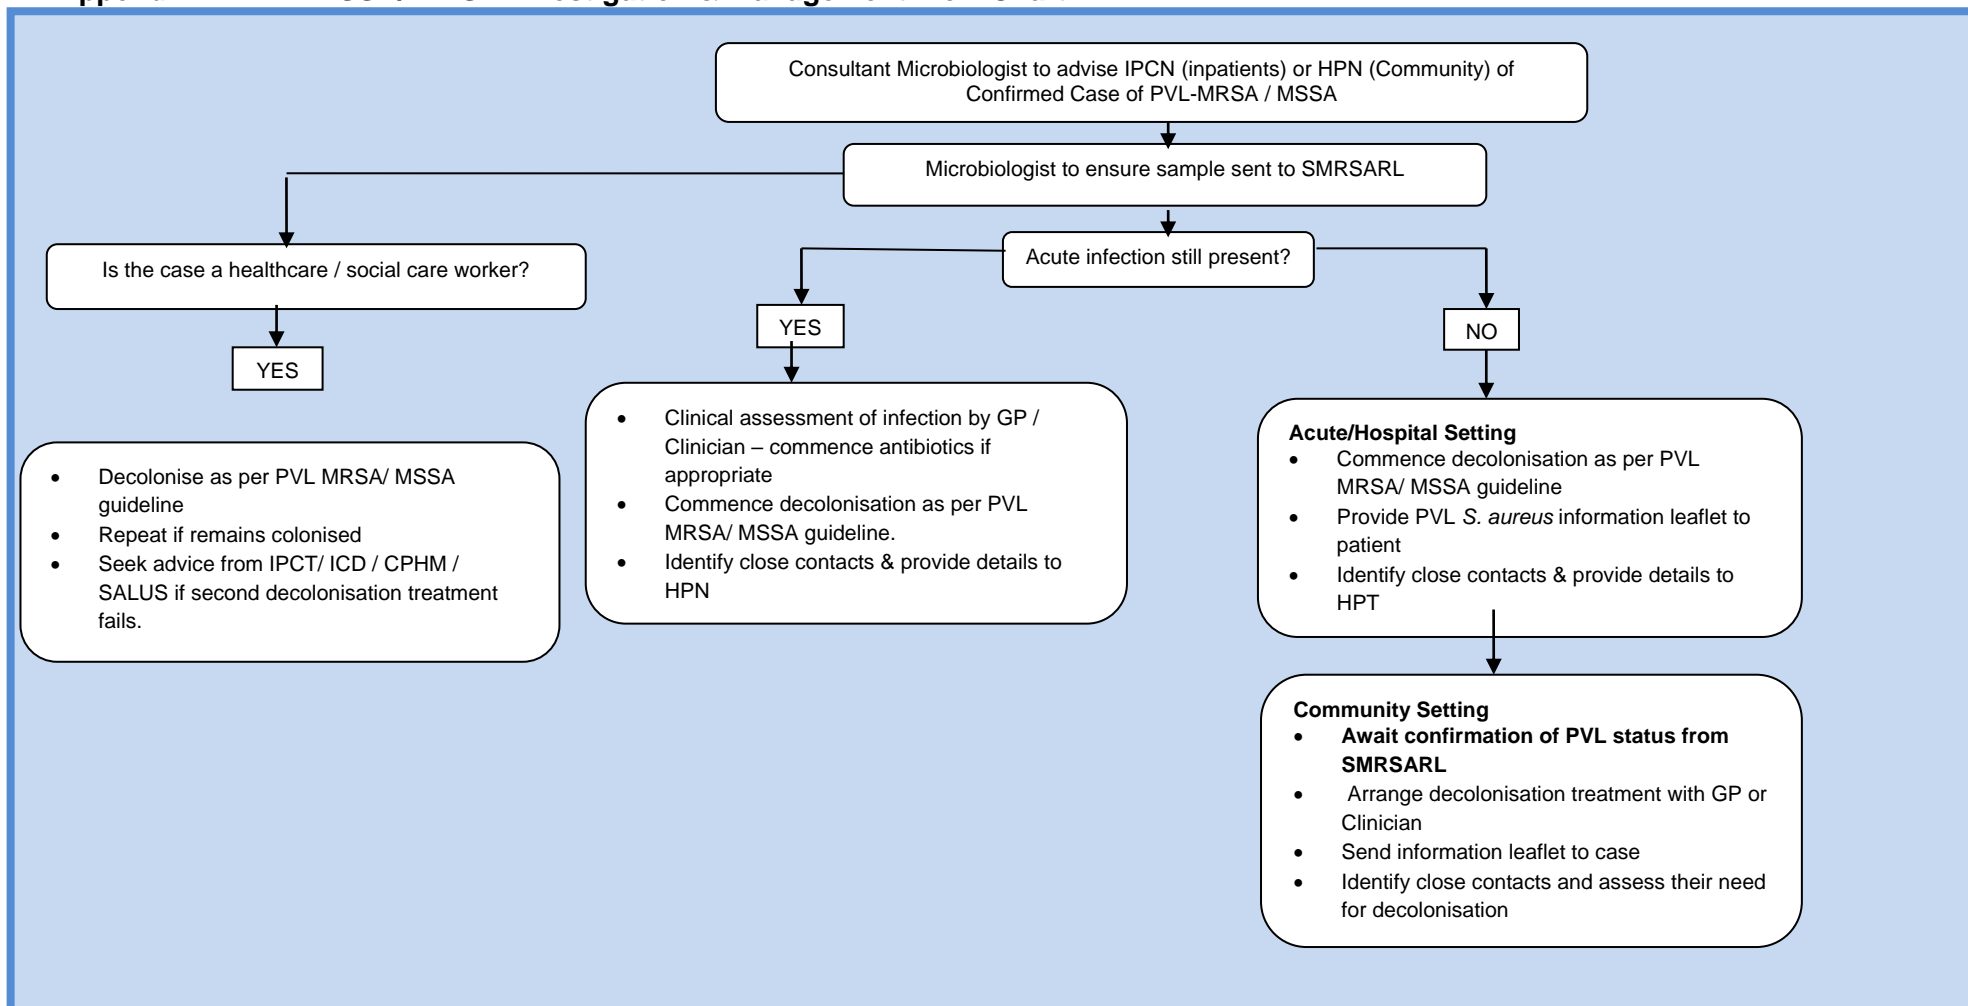 Consultant Microbiologist to advise IPCN (inpatients) or HPN (Community) of
Confirmed Case of PVL-MRSA / MSSA
Microbiologist to ensure sample sent to SMRSARL
Is the case a healthcare / social care worker?
Acute infection still present?
YES
YES
NO
• Decolonise as per PVL MRSA/ MSSA
guideline
• Repeat if remains colonised
• Seek advice from IPCT/ ICD / CPHM /
SALUS if second decolonisation treatment
fails.
• Clinical assessment of infection by GP /
Clinician – commence antibiotics if
appropriate
• Commence decolonisation as per PVL
MRSA/ MSSA guideline.
• Identify close contacts & provide details to
HPN
Acute/Hospital Setting
• Commence decolonisation as per PVL
MRSA/ MSSA guideline
• Provide PVL S. aureus information leaflet to
patient
• Identify close contacts & provide details to
HPT
Community Setting
• Await confirmation of PVL status from
SMRSARL
• Arrange decolonisation treatment with GP or
Clinician
• Send information leaflet to case
• Identify close contacts and assess their need
for decolonisation